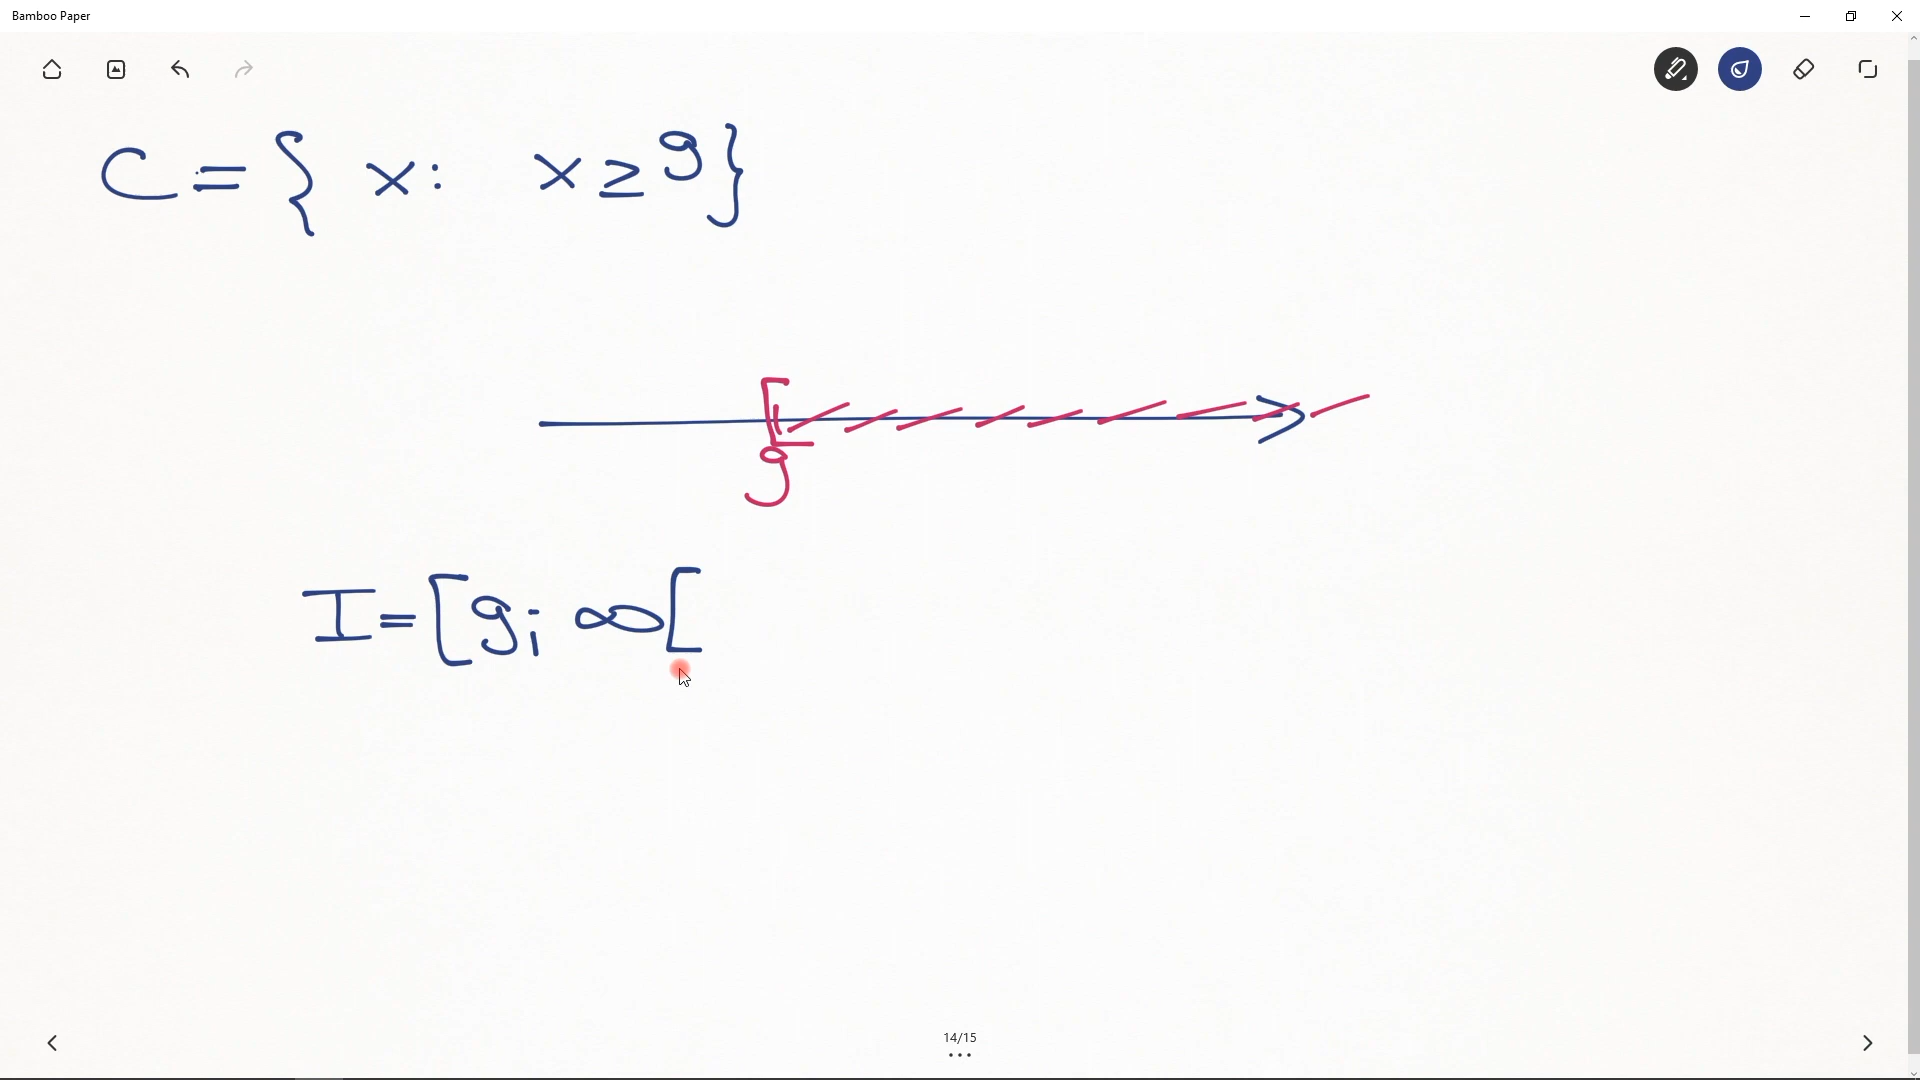 Bamboo Paper
C = { x: x ≥ 9 }
[
9
I = [9; ∞[
14/15